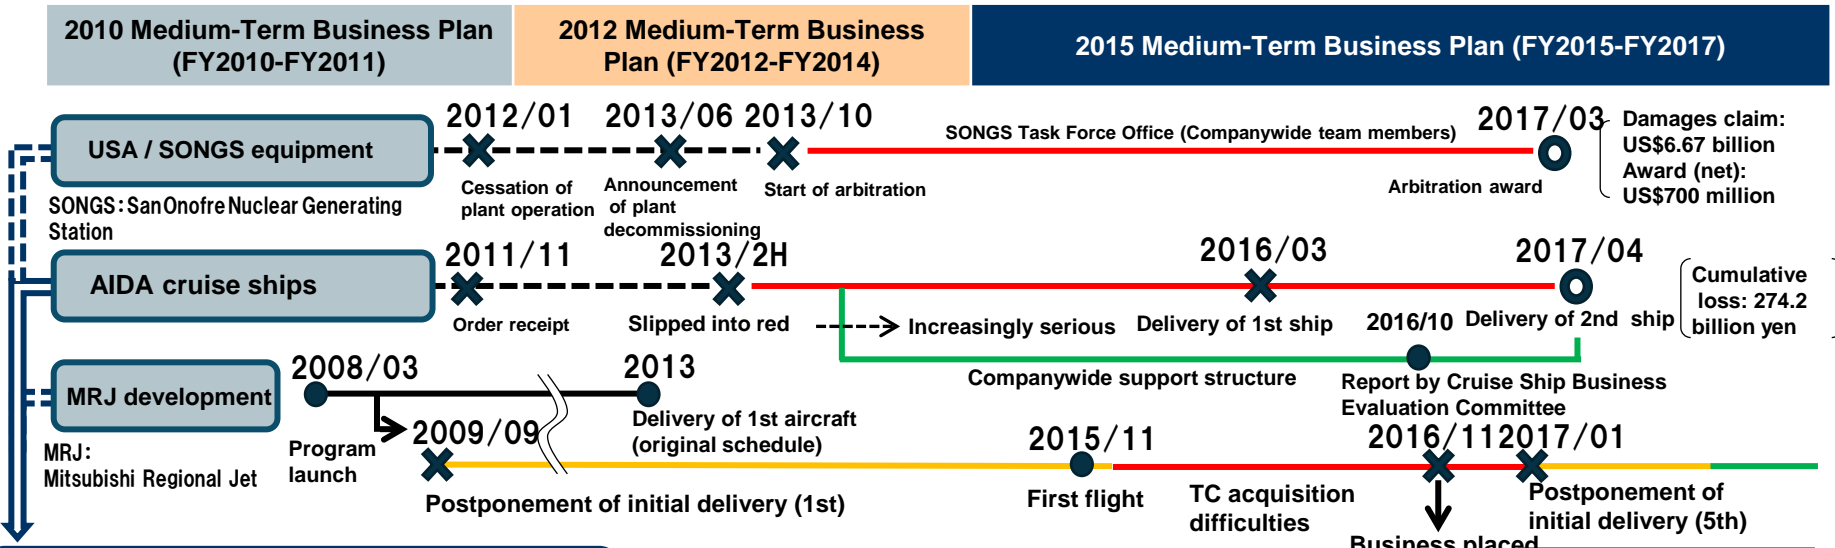 2010 Medium-Term Business Plan
(FY2010-FY2011)
2012 Medium-Term Business
Plan (FY2012-FY2014)
2015 Medium-Term Business Plan (FY2015-FY2017)
USA / SONGS equipment
SONGS：San Onofre Nuclear Generating
Station
2012/01
Cessation of
plant operation
2013/06
Announcement
of plant
decommissioning
2013/10
Start of arbitration
SONGS Task Force Office (Companywide team members)
2017/03
Arbitration award
Damages claim:
US$6.67 billion
Award (net):
US$700 million
AIDA cruise ships
2011/11
Order receipt
2013/2H
Slipped into red
Increasingly serious
2016/03
Delivery of 1st ship
2017/04
Delivery of 2nd ship
Cumulative
loss: 274.2
billion yen
Companywide support structure
2016/10
Report by Cruise Ship Business
Evaluation Committee
MRJ development
MRJ：
Mitsubishi Regional Jet
2008/03
Program
launch
2013
Delivery of 1st aircraft
(original schedule)
2009/09
Postponement of initial delivery (1st)
2015/11
First flight
TC acquisition
difficulties
2016/11
Business placed
2017/01
Postponement of
initial delivery (5th)